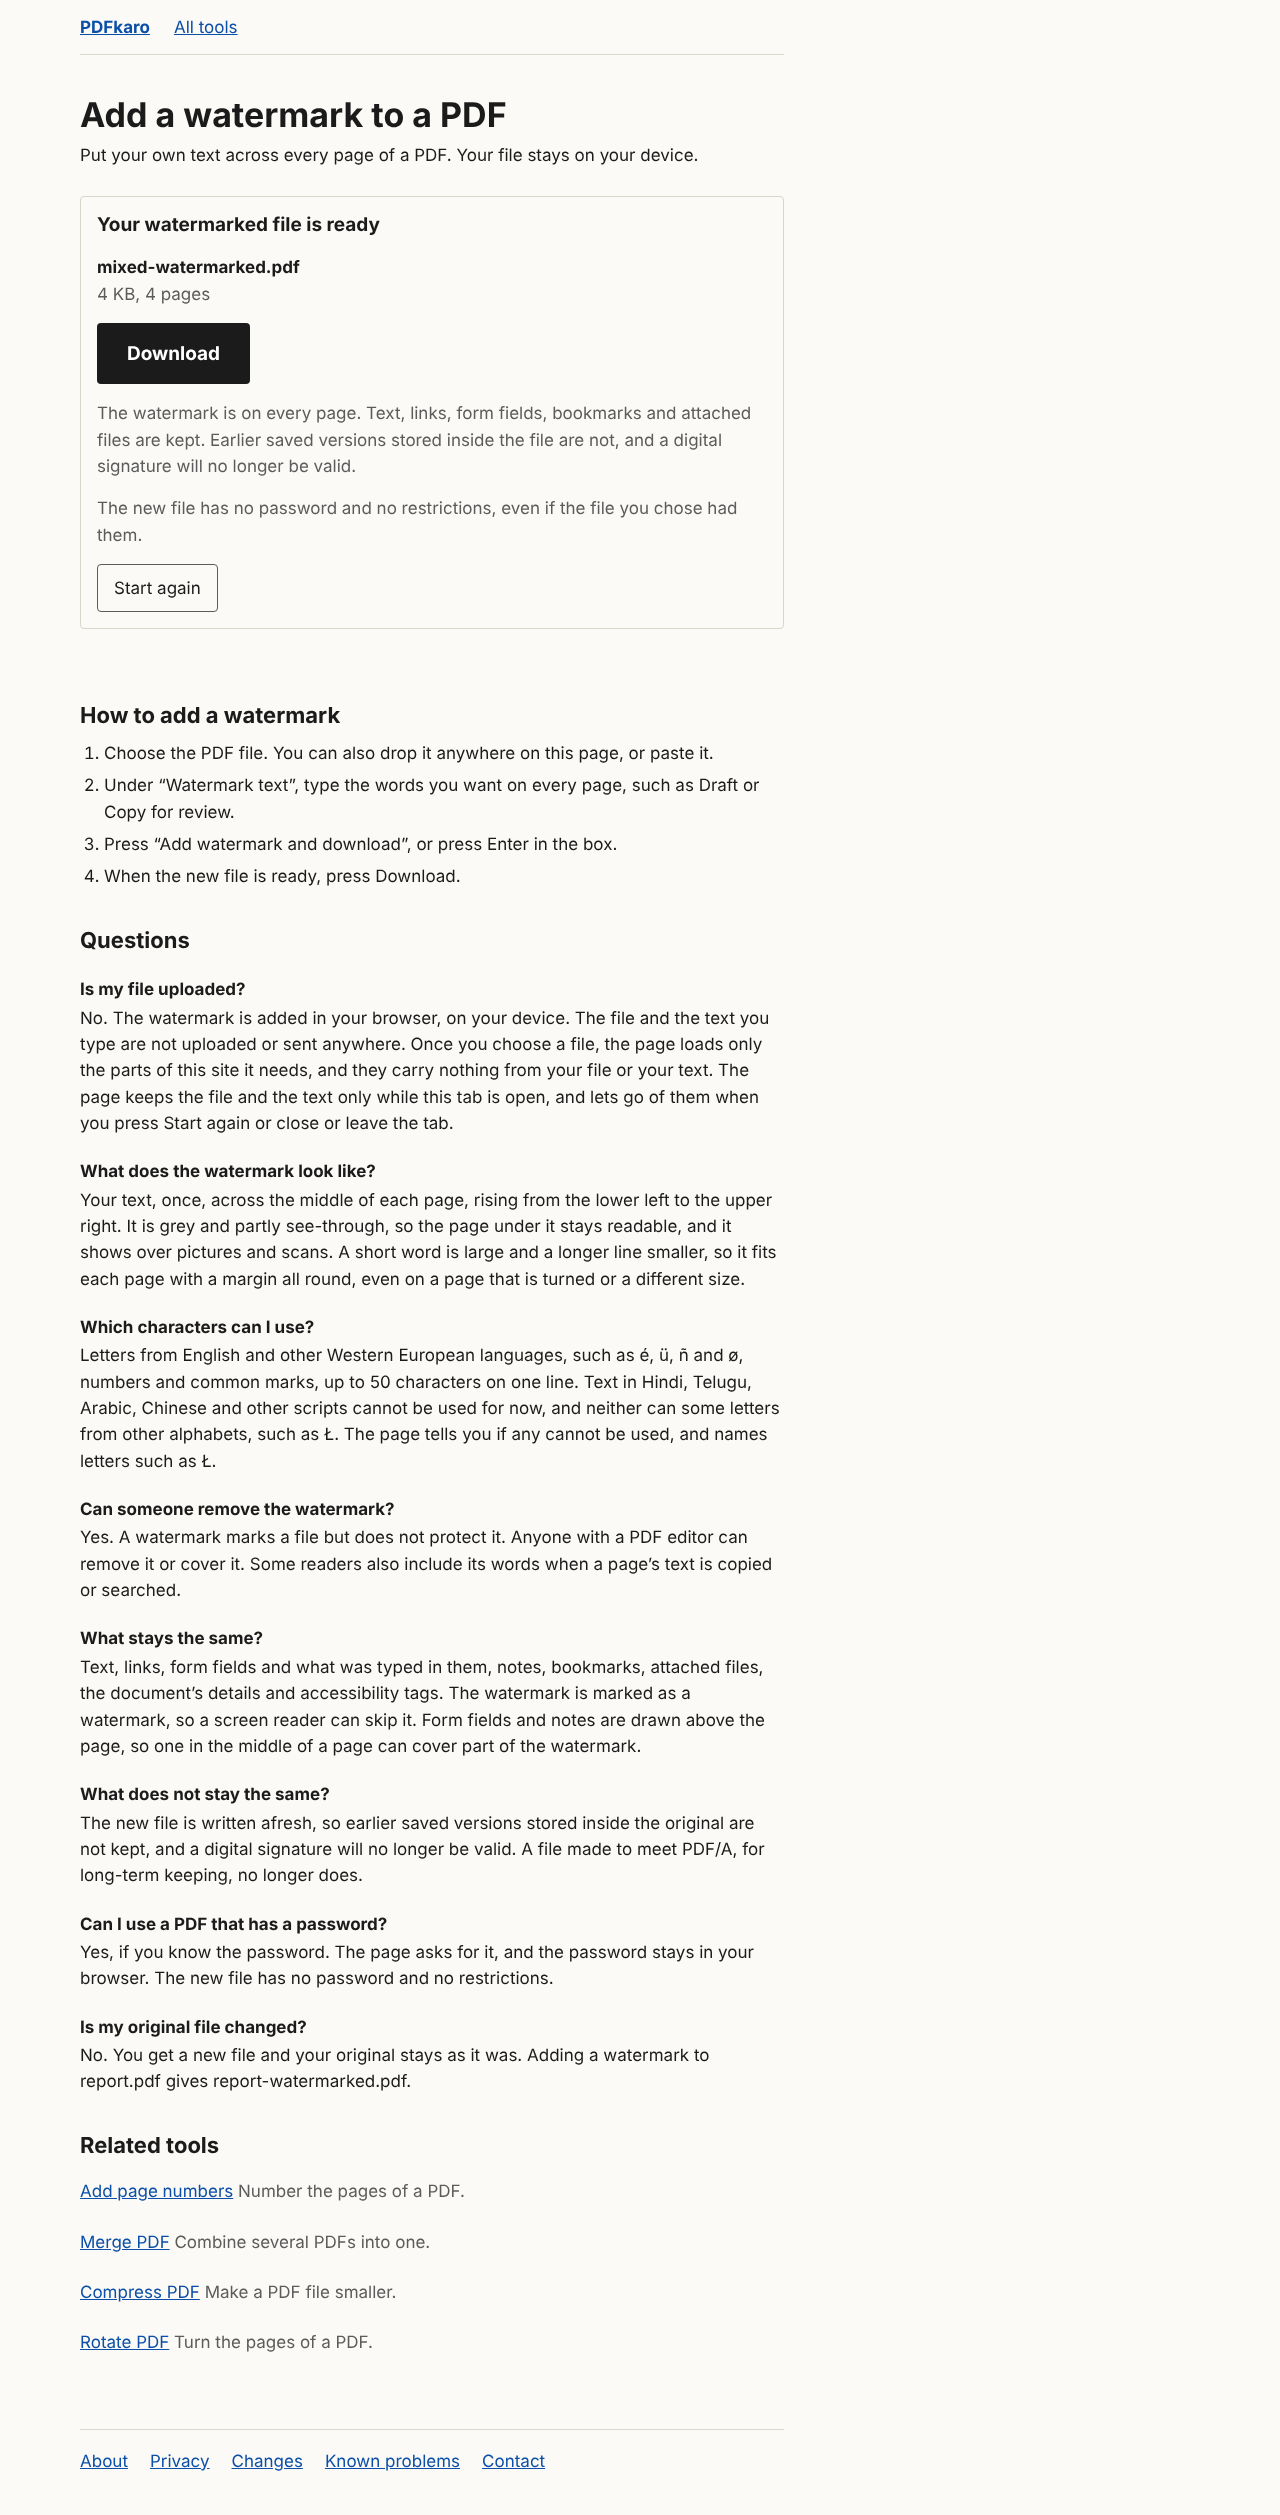 PDFkaro All tools
Add a watermark to a PDF
Put your own text across every page of a PDF. Your file stays on your device.
Your watermarked file is ready
mixed-watermarked.pdf
4 KB, 4 pages
Download
The watermark is on every page. Text, links, form fields, bookmarks and attached
files are kept. Earlier saved versions stored inside the file are not, and a digital
signature will no longer be valid.
The new file has no password and no restrictions, even if the file you chose had
them.
Start again
How to add a watermark
1. Choose the PDF file. You can also drop it anywhere on this page, or paste it.
2. Under “Watermark text”, type the words you want on every page, such as Draft or
Copy for review.
3. Press “Add watermark and download”, or press Enter in the box.
4. When the new file is ready, press Download.
Questions
Is my file uploaded?
No. The watermark is added in your browser, on your device. The file and the text you
type are not uploaded or sent anywhere. Once you choose a file, the page loads only
the parts of this site it needs, and they carry nothing from your file or your text. The
page keeps the file and the text only while this tab is open, and lets go of them when
you press Start again or close or leave the tab.
What does the watermark look like?
Your text, once, across the middle of each page, rising from the lower left to the upper
right. It is grey and partly see-through, so the page under it stays readable, and it
shows over pictures and scans. A short word is large and a longer line smaller, so it fits
each page with a margin all round, even on a page that is turned or a different size.
Which characters can I use?
Letters from English and other Western European languages, such as é, ü, ñ and ø,
numbers and common marks, up to 50 characters on one line. Text in Hindi, Telugu,
Arabic, Chinese and other scripts cannot be used for now, and neither can some letters
from other alphabets, such as Ł. The page tells you if any cannot be used, and names
letters such as Ł.
Can someone remove the watermark?
Yes. A watermark marks a file but does not protect it. Anyone with a PDF editor can
remove it or cover it. Some readers also include its words when a page’s text is copied
or searched.
What stays the same?
Text, links, form fields and what was typed in them, notes, bookmarks, attached files,
the document’s details and accessibility tags. The watermark is marked as a
watermark, so a screen reader can skip it. Form fields and notes are drawn above the
page, so one in the middle of a page can cover part of the watermark.
What does not stay the same?
The new file is written afresh, so earlier saved versions stored inside the original are
not kept, and a digital signature will no longer be valid. A file made to meet PDF/A, for
long-term keeping, no longer does.
Can I use a PDF that has a password?
Yes, if you know the password. The page asks for it, and the password stays in your
browser. The new file has no password and no restrictions.
Is my original file changed?
No. You get a new file and your original stays as it was. Adding a watermark to
report.pdf gives report-watermarked.pdf.
Related tools
Add page numbers Number the pages of a PDF.
Merge PDF Combine several PDFs into one.
Compress PDF Make a PDF file smaller.
Rotate PDF Turn the pages of a PDF.
About Privacy Changes Known problems Contact